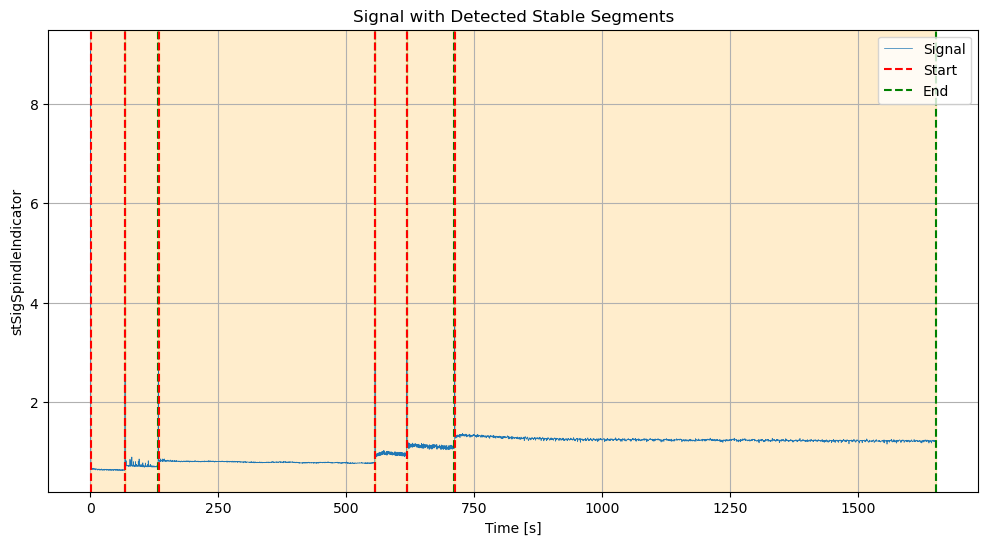 Signal with Detected Stable Segments
Signal
Start
End
8
6
4
2
stSigSpindleIndicator
0
250
500
750
1000
1250
1500
Time [s]